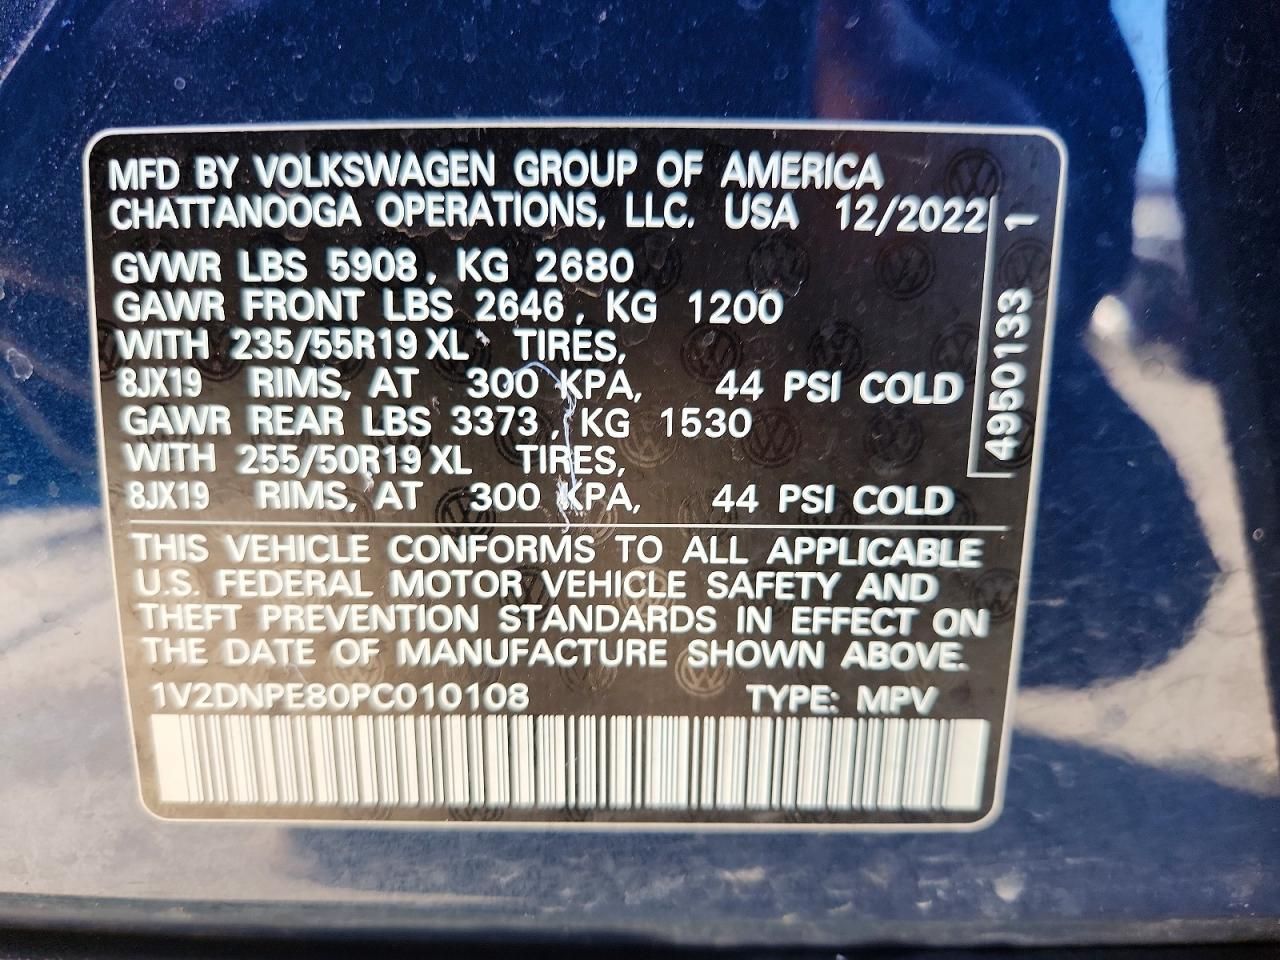 MFD BY VOLKSWAGEN GROUP OF AMERICA
CHATTANOOGA OPERATIONS, LLC. USA 12/2022
GVWR LBS 5908, KG 2680
GAWR FRONT LBS 2646, KG 1200
WITH 235/55R19 XL TIRES,
8JX19 RIMS, AT 300 KPA, 44 PSI COLD
GAWR REAR LBS 3373, KG 1530
WITH 255/50R19 XL TIRES,
8JX19 RIMS, AT 300 KPA, 44 PSI COLD
4950133 1
THIS VEHICLE CONFORMS TO ALL APPLICABLE
U.S. FEDERAL MOTOR VEHICLE SAFETY AND
THEFT PREVENTION STANDARDS IN EFFECT ON
THE DATE OF MANUFACTURE SHOWN ABOVE.
1V2DNPE80PC010108 TYPE: MPV